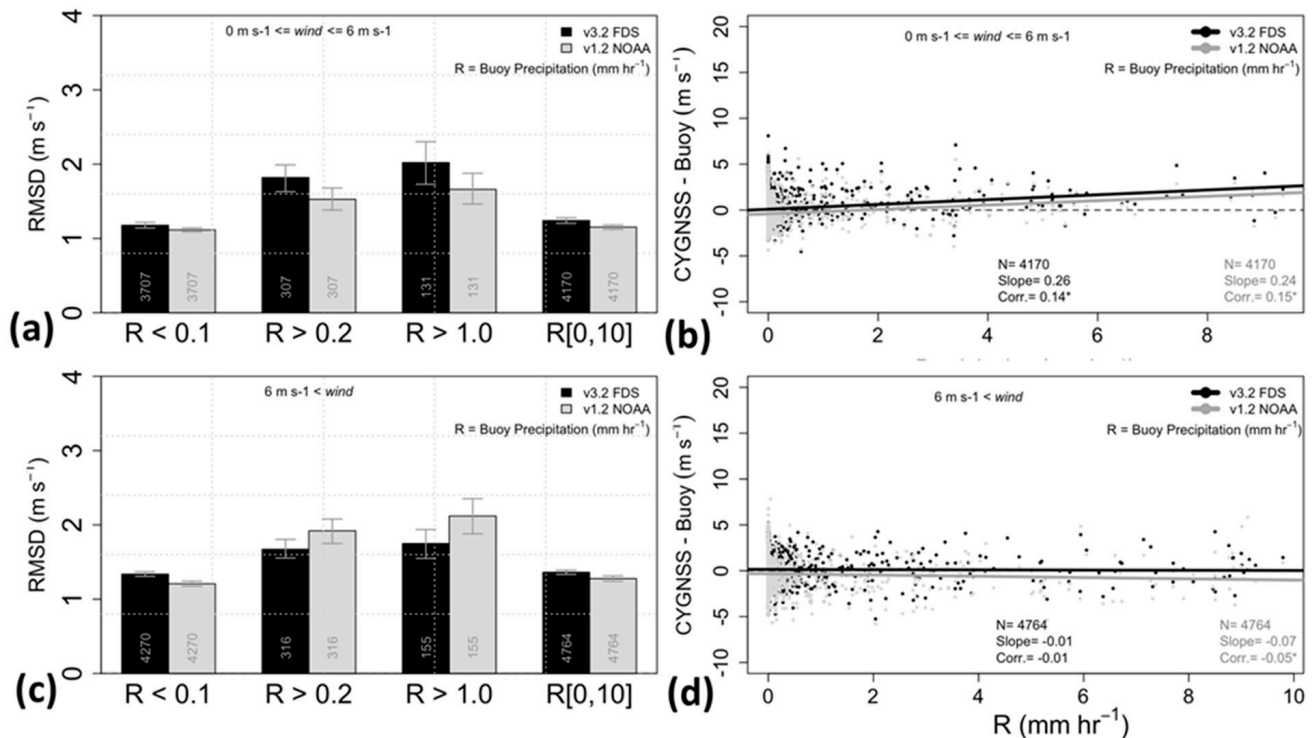 4
3
2
1
0
RMSD (m s⁻¹)
0 m s-1 <= wind <= 6 m s-1
v3.2 FDS
v1.2 NOAA
R = Buoy Precipitation (mm hr⁻¹)
3707
3707
307
307
131
131
4170
4170
(a)
R < 0.1
R > 0.2
R > 1.0
R[0,10]
20
15
10
5
0
-5
-10
CYGNSS - Buoy (m s⁻¹)
0 m s-1 <= wind <= 6 m s-1
v3.2 FDS
v1.2 NOAA
R = Buoy Precipitation (mm hr⁻¹)
N= 4170
Slope= 0.26
Corr.= 0.14*
N= 4170
Slope= 0.24
Corr.= 0.15*
(b)
0
2
4
6
8
4
3
2
1
0
RMSD (m s⁻¹)
6 m s-1 < wind
v3.2 FDS
v1.2 NOAA
R = Buoy Precipitation (mm hr⁻¹)
4270
4270
316
316
155
155
4764
4764
(c)
R < 0.1
R > 0.2
R > 1.0
R[0,10]
20
15
10
5
0
-5
-10
CYGNSS - Buoy (m s⁻¹)
6 m s-1 < wind
v3.2 FDS
v1.2 NOAA
R = Buoy Precipitation (mm hr⁻¹)
N= 4764
Slope= -0.01
Corr.= -0.01
N= 4764
Slope= -0.07
Corr.= -0.05*
(d)
0
2
4
6
8
10
R (mm hr⁻¹)